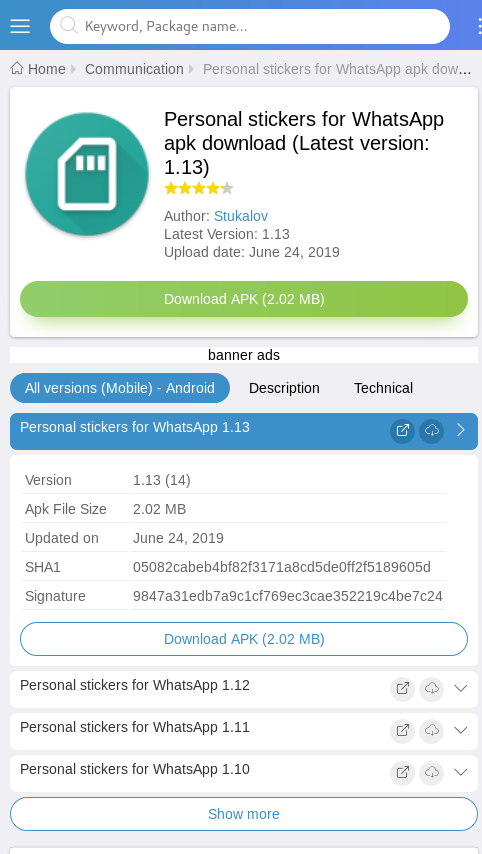 Keyword, Package name...
Home Communication Personal stickers for WhatsApp apk dow...
Personal stickers for WhatsApp
apk download (Latest version:
1.13)
Author: Stukalov
Latest Version: 1.13
Upload date: June 24, 2019
Download APK (2.02 MB)
banner ads
All versions (Mobile) - Android Description Technical
Personal stickers for WhatsApp 1.13
Version 1.13 (14)
Apk File Size 2.02 MB
Updated on June 24, 2019
SHA1 05082cabeb4bf82f3171a8cd5de0ff2f5189605d
Signature 9847a31edb7a9c1cf769ec3cae352219c4be7c24
Download APK (2.02 MB)
Personal stickers for WhatsApp 1.12
Personal stickers for WhatsApp 1.11
Personal stickers for WhatsApp 1.10
Show more